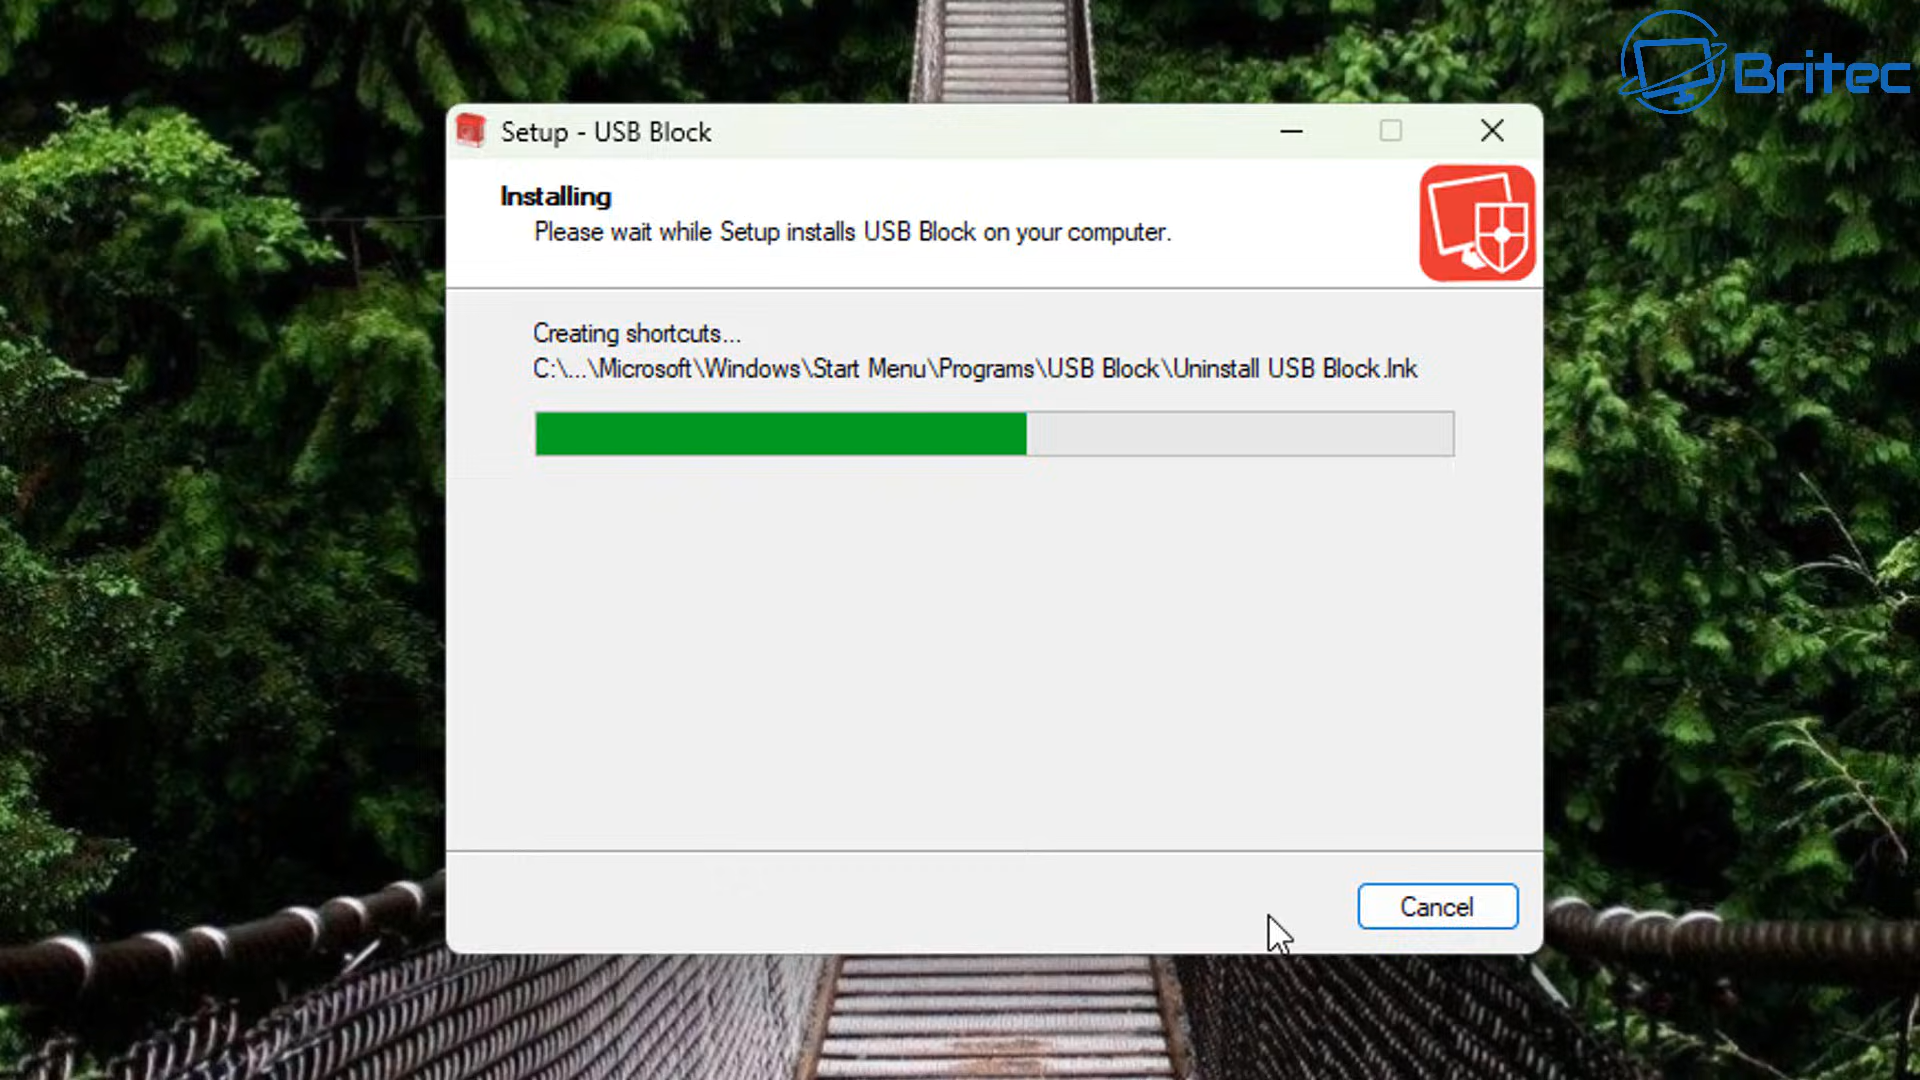 Britec
Setup - USB Block
Installing
Please wait while Setup installs USB Block on your computer.
Creating shortcuts...
C:\...\Microsoft\Windows\Start Menu\Programs\USB Block\Uninstall USB Block.lnk
Cancel